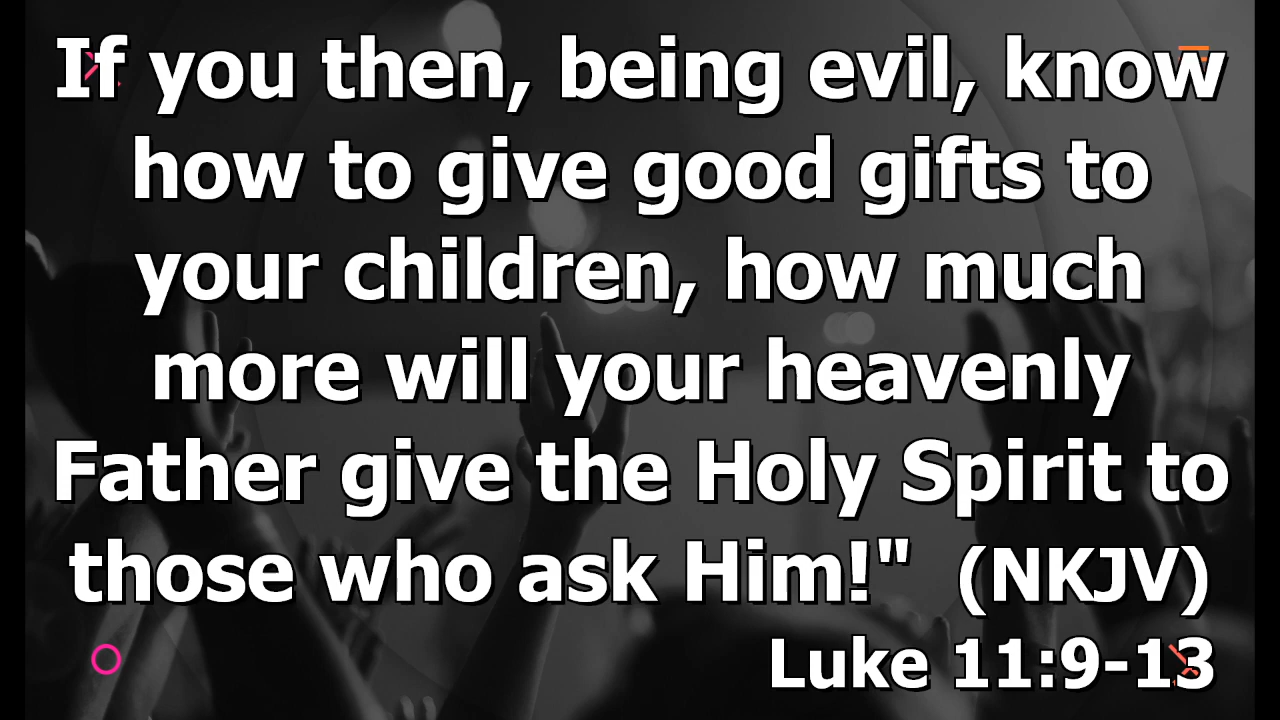 If you then, being evil, know
how to give good gifts to
your children, how much
more will your heavenly
Father give the Holy Spirit to
those who ask Him!" (NKJV)
Luke 11:9-13